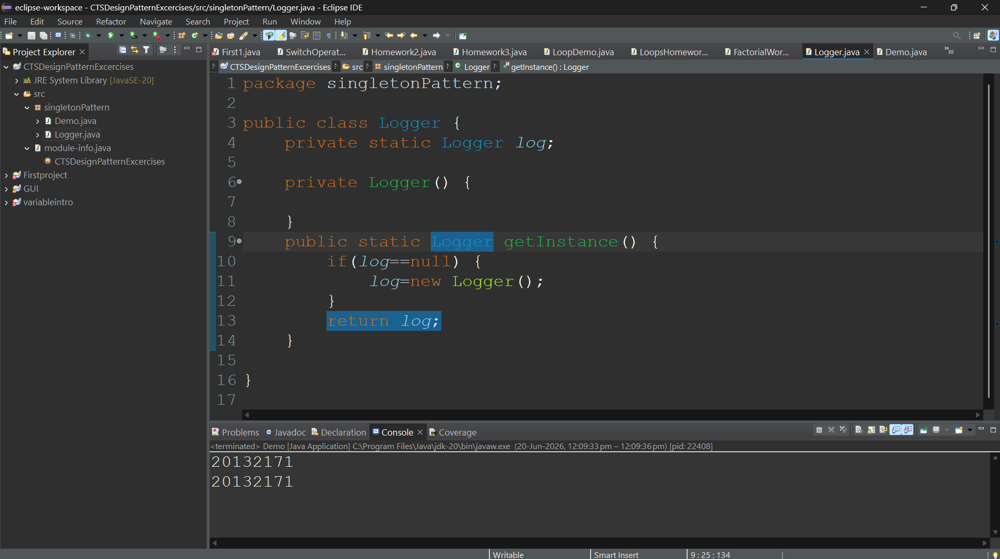 eclipse-workspace - CTSDesignPatternExcercises/src/singletonPattern/Logger.java - Eclipse IDE
File Edit Source Refactor Navigate Search Project Run Window Help
Project Explorer
CTSDesignPatternExcercises
JRE System Library [JavaSE-20]
src
singletonPattern
Demo.java
Logger.java
module-info.java
CTSDesignPatternExcercises
Firstproject
GUI
variableintro
First1.java SwitchOperat... Homework2.java Homework3.java LoopDemo.java LoopsHomewor... FactorialWor... Logger.java Demo.java »89
CTSDesignPatternExcercises src singletonPattern Logger getInstance() : Logger
1 package singletonPattern;
2
3 public class Logger {
4 private static Logger log;
5
6 private Logger() {
7
8 }
9 public static Logger getInstance() {
10 if(log==null) {
11 log=new Logger();
12 }
13 return log;
14 }
15
16 }
17
Problems Javadoc Declaration Console Coverage
<terminated> Demo [Java Application] C:\Program Files\Java\jdk-20\bin\javaw.exe (20-Jun-2026, 12:09:33 pm – 12:09:36 pm) [pid: 22408]
20132171
20132171
Writable Smart Insert 9 : 25 : 134